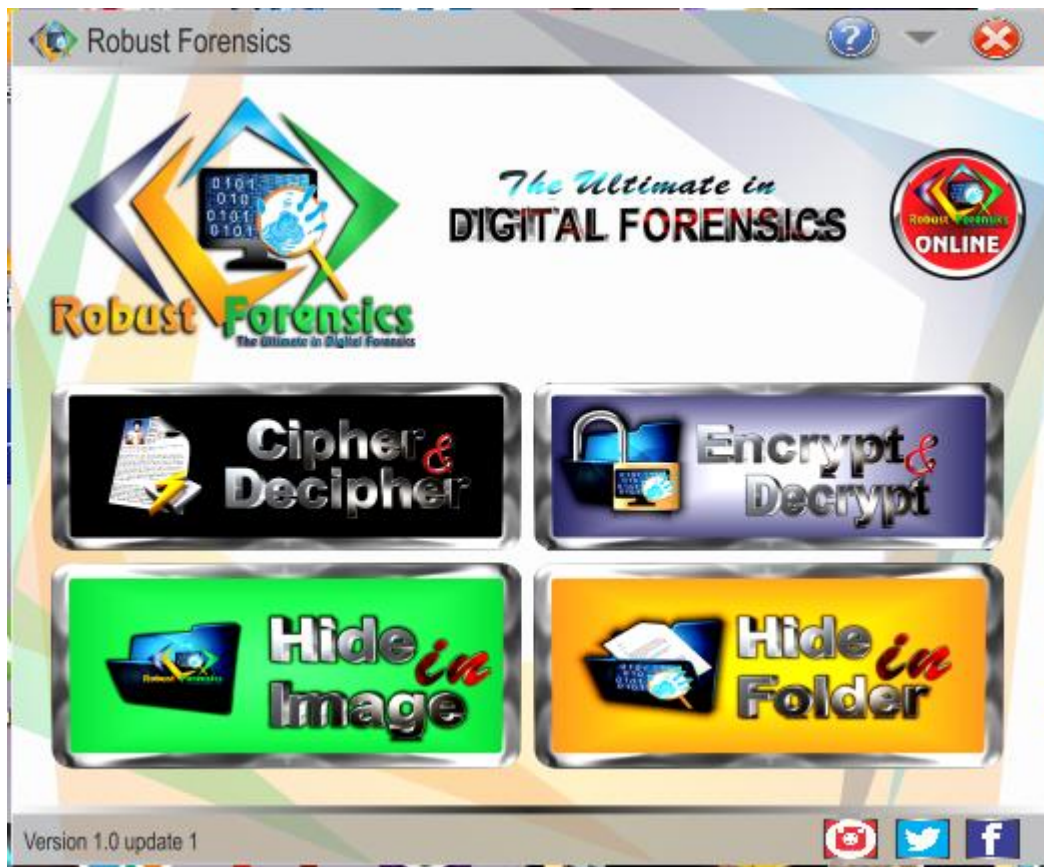 Robust Forensics
?
The Ultimate in
DIGITAL FORENSICS
0101
010
0101
0101
Robust Forensics
The Ultimate in Digital Forensics
Robust Forensics
ONLINE
Cipher &
Decipher
Encrypt &
Decrypt
Hide in
Image
Robust Forensics
Hide in
Folder
Version 1.0 update 1
f